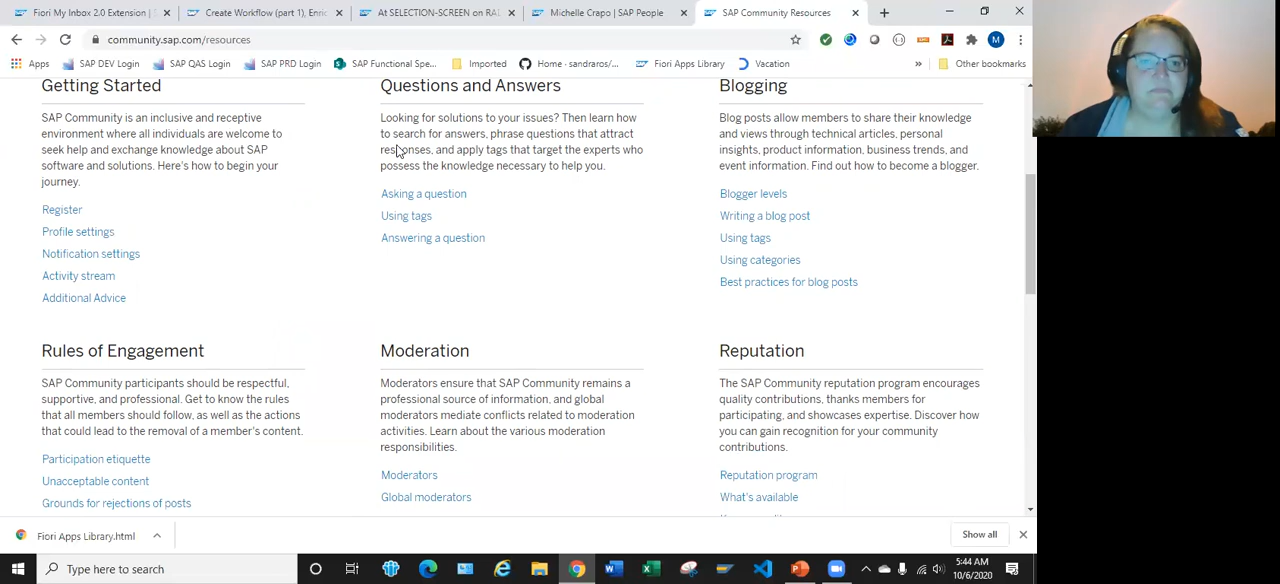 Fiori My Inbox 2.0 Extension |
Create Workflow (part 1), Enri
At SELECTION-SCREEN on RA
Michelle Crapo | SAP People
SAP Community Resources
community.sap.com/resources
M
Apps
SAP DEV Login
SAP QAS Login
SAP PRD Login
SAP Functional Spe...
Imported
Home · sandraros/...
Fiori Apps Library
Vacation
»
Other bookmarks
Getting Started
SAP Community is an inclusive and receptive
environment where all individuals are welcome to
seek help and exchange knowledge about SAP
software and solutions. Here's how to begin your
journey.
Register
Profile settings
Notification settings
Activity stream
Additional Advice
Questions and Answers
Looking for solutions to your issues? Then learn how
to search for answers, phrase questions that attract
responses, and apply tags that target the experts who
possess the knowledge necessary to help you.
Asking a question
Using tags
Answering a question
Blogging
Blog posts allow members to share their knowledge
and views through technical articles, personal
insights, product information, business trends, and
event information. Find out how to become a blogger.
Blogger levels
Writing a blog post
Using tags
Using categories
Best practices for blog posts
Rules of Engagement
SAP Community participants should be respectful,
supportive, and professional. Get to know the rules
that all members should follow, as well as the actions
that could lead to the removal of a member's content.
Participation etiquette
Unacceptable content
Grounds for rejections of posts
Moderation
Moderators ensure that SAP Community remains a
professional source of information, and global
moderators mediate conflicts related to moderation
activities. Learn about the various moderation
responsibilities.
Moderators
Global moderators
Reputation
The SAP Community reputation program encourages
quality contributions, thanks members for
participating, and showcases expertise. Discover how
you can gain recognition for your community
contributions.
Reputation program
What's available
Fiori Apps Library.html
Show all
Type here to search
5:44 AM
10/6/2020